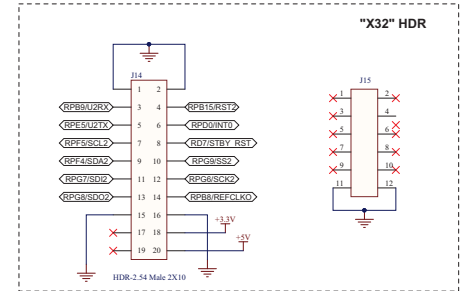 "X32" HDR
J14
1 2
RPB9/U2RX 3 4 RPB15/RST2
RPE5/U2TX 5 6 RPD0/INT0
RPF5/SCL2 7 8 RD7/STBY_RST
RPF4/SDA2 9 10 RPG9/SS2
RPG7/SDI2 11 12 RPG6/SCK2
RPG8/SDO2 13 14 RPB8/REFCLKO
15 16
17 18 +3.3V
19 20 +5V
HDR-2.54 Male 2X10
J15
1 2
3 4
5 6
7 8
9 10
11 12